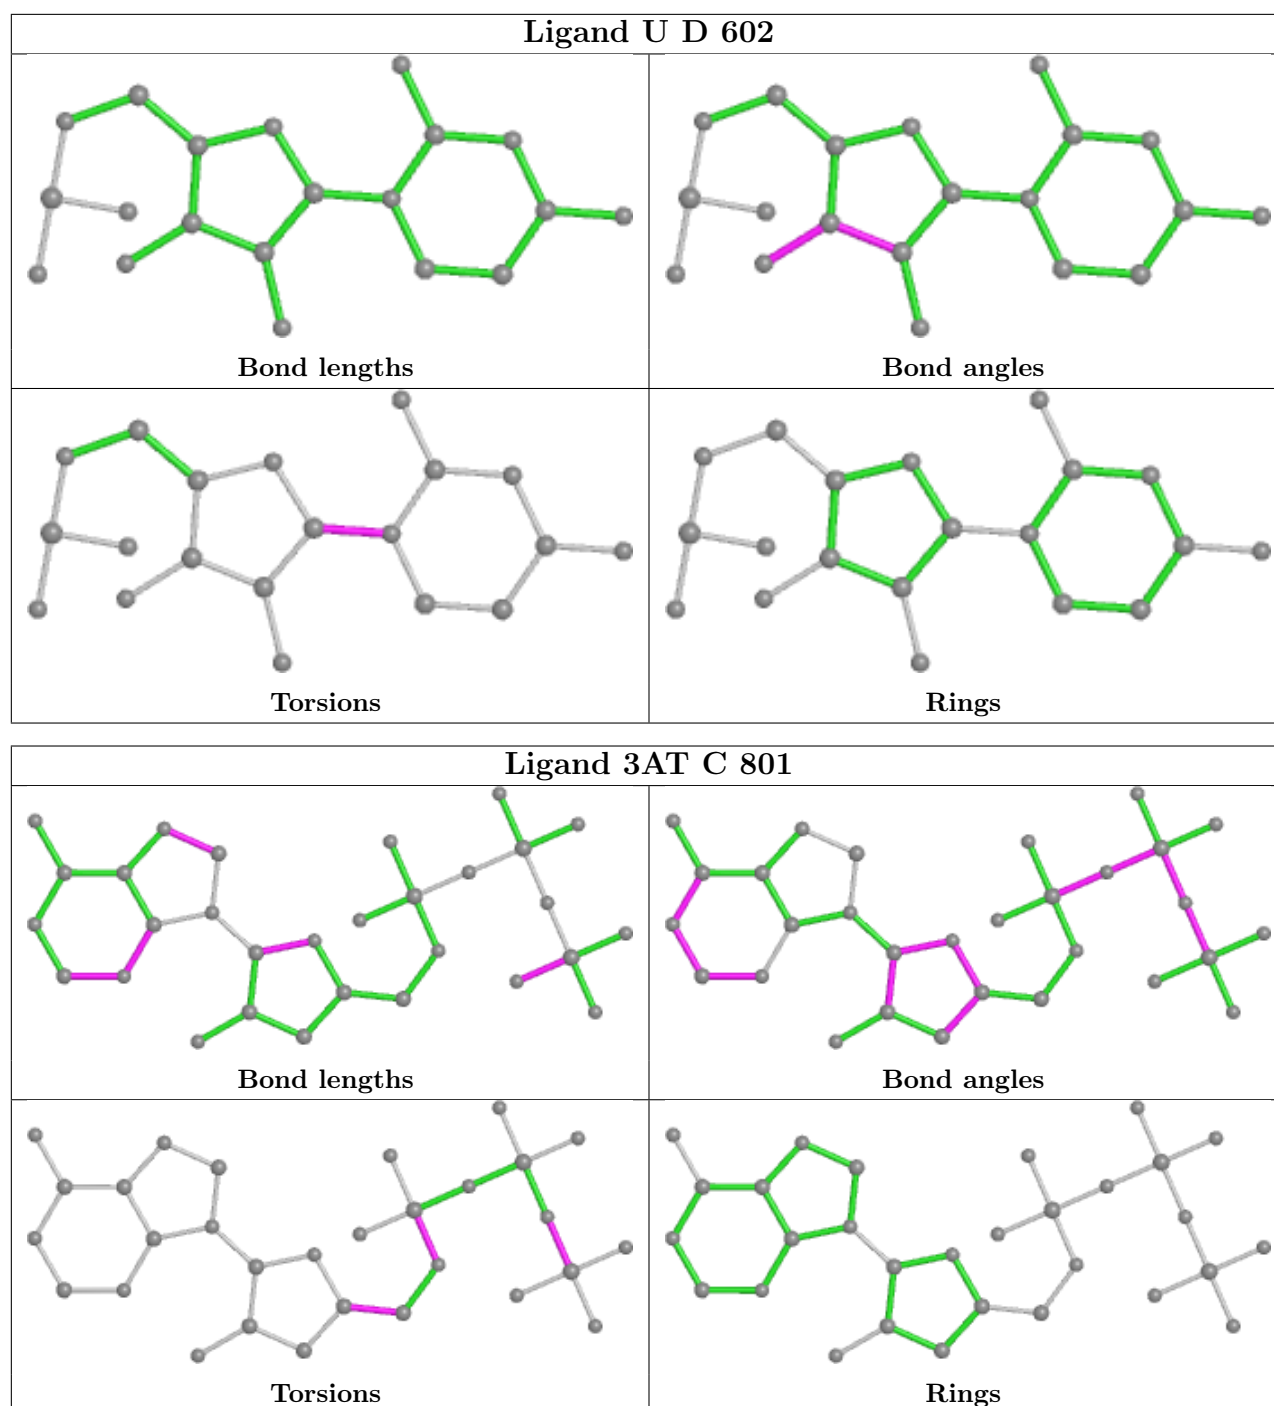 Ligand U D 602
Bond lengths
Bond angles
Torsions
Rings
Ligand 3AT C 801
Bond lengths
Bond angles
Torsions
Rings